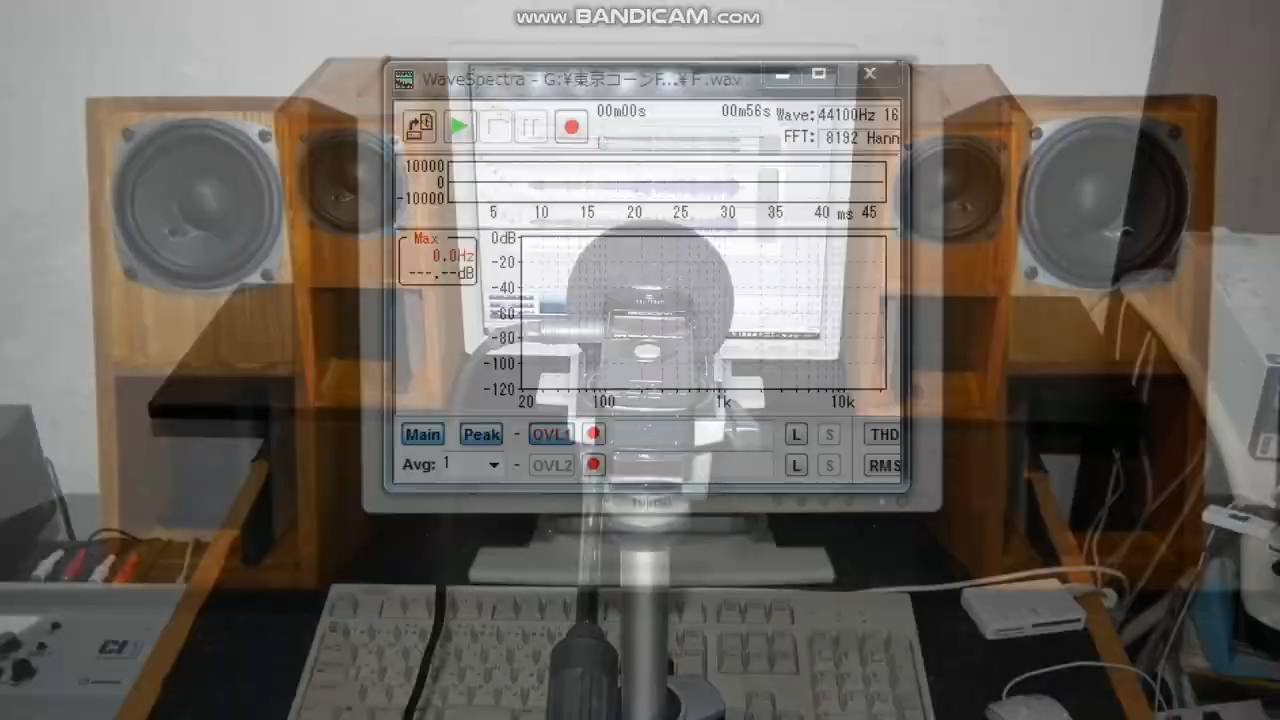 www.BANDICAM.com
WaveSpectra - G:¥東京コーンF...¥F.wav
00m00s 00m56s Wave: 44100Hz 16
FFT: 8192 Hann
10000
0
-10000
5 10 15 20 25 30 35 40 ms 45
Max
0.0Hz
---.--dB
0dB
-20
-40
-60
-80
-100
-120
20 100 1k 10k
Main Peak - OVL1 L S THD
Avg: 1 - OVL2 L S RMS
FUJITSU
CI